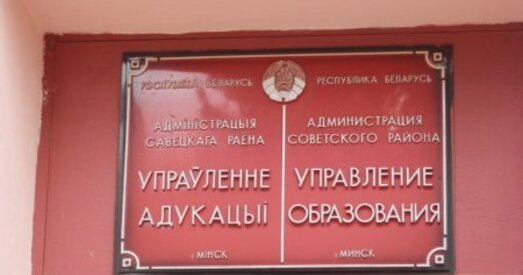 РЭСПУБЛІКА БЕЛАРУСЬ
АДМІНІСТРАЦЫЯ
САВЕЦКАГА РАЁНА
УПРАЎЛЕННЕ
АДУКАЦЫІ
г. МІНСК
РЕСПУБЛИКА БЕЛАРУСЬ
АДМИНИСТРАЦИЯ
СОВЕТСКОГО РАЙОНА
УПРАВЛЕНИЕ
ОБРАЗОВАНИЯ
г. МИНСК